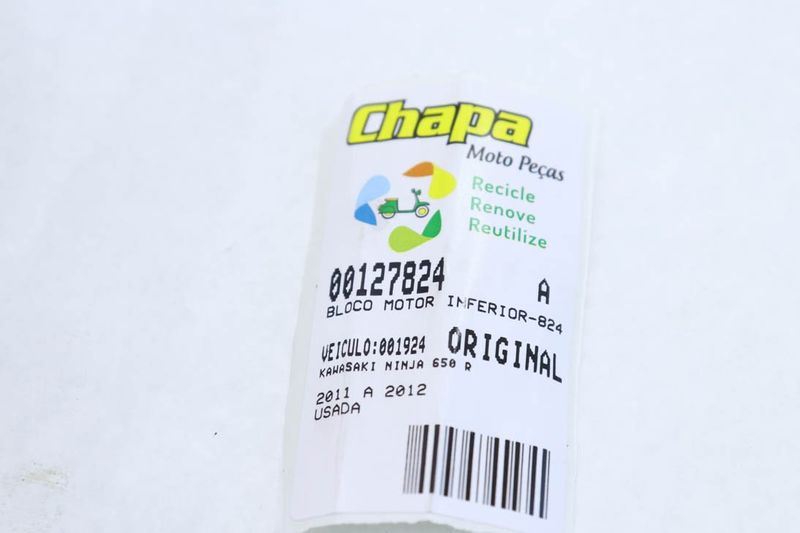 Chapa
Moto Peças
Recicle
Renove
Reutilize
00127824 A
BLOCO MOTOR INFERIOR-824
VEICULO:001924 ORIGINAL
KAWASAKI NINJA 650 R
2011 A 2012
USADA